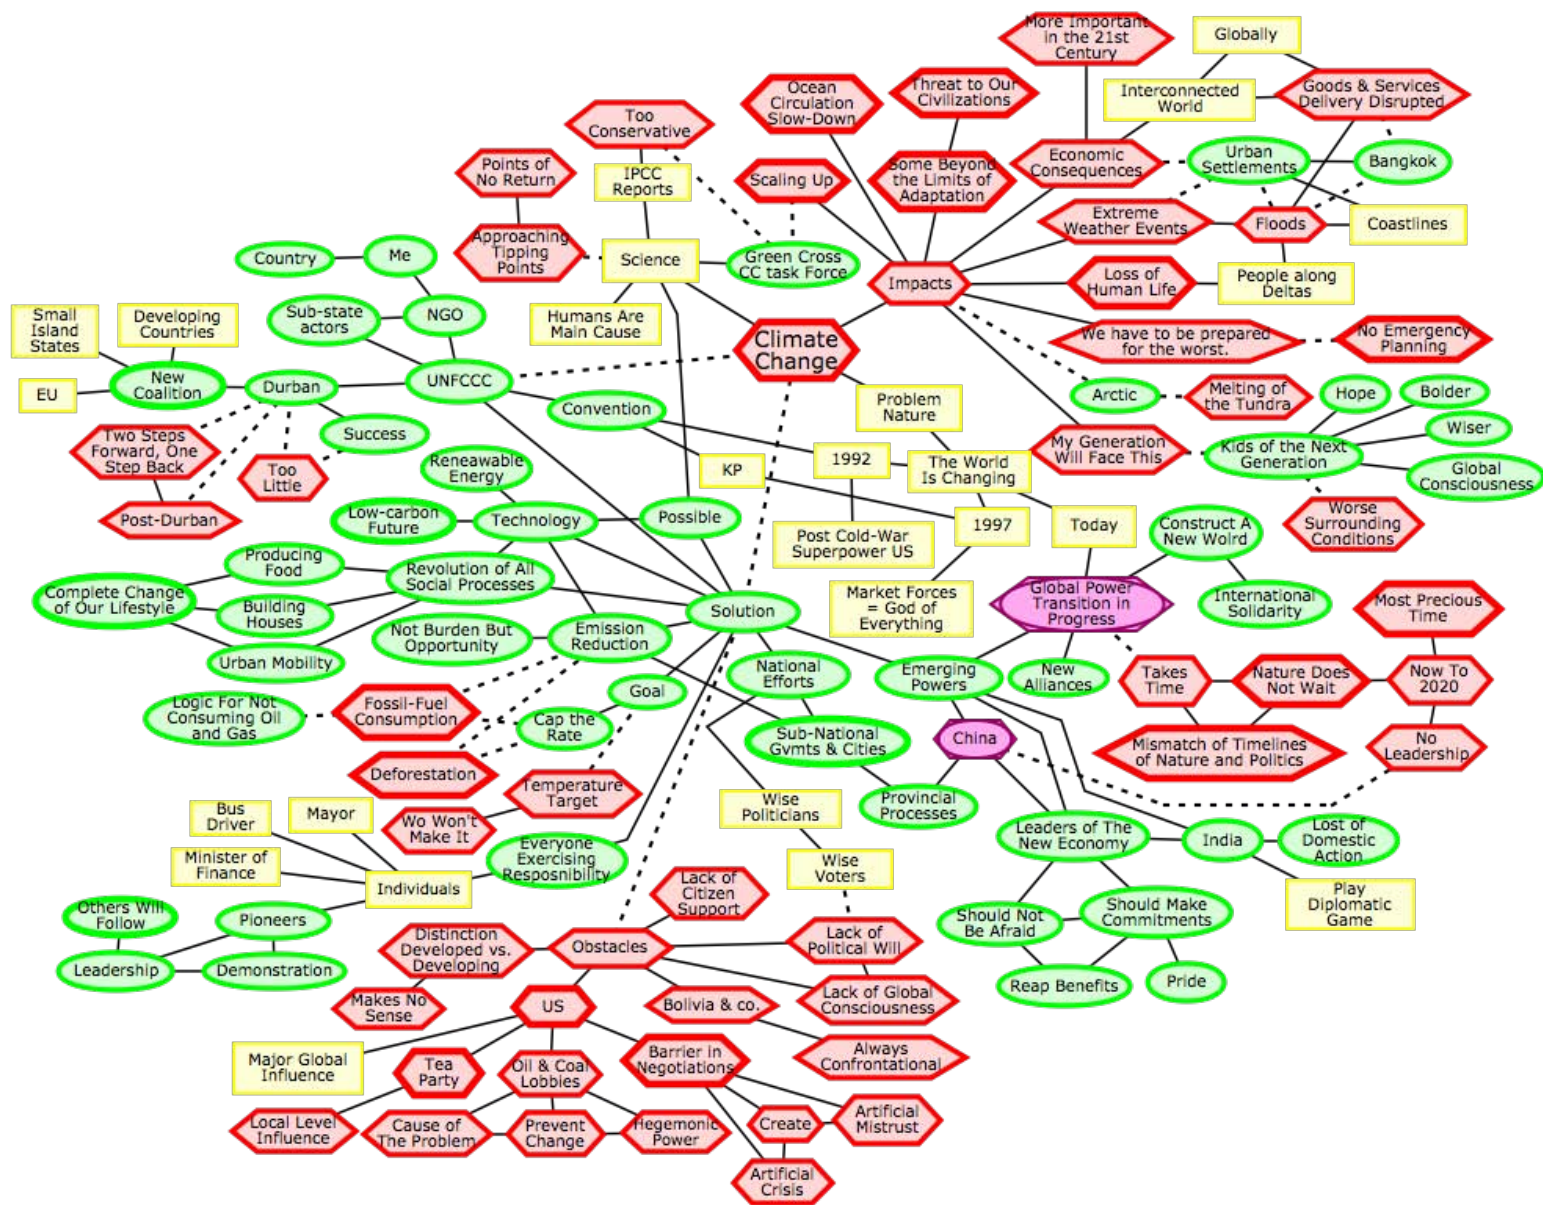 More Important
in the 21st
Century
Globally
Ocean
Circulation
Slow-Down
Threat to Our
Civilizations
Interconnected
World
Goods & Services
Delivery Disrupted
Too
Conservative
Points of
No Return
IPCC
Reports
Scaling Up
Some Beyond
the Limits of
Adaptation
Economic
Consequences
Urban
Settlements
Bangkok
Extreme
Weather Events
Floods
Coastlines
Approaching
Tipping
Points
Science
Green Cross
CC task Force
Country
Me
Impacts
Loss of
Human Life
People along
Deltas
Small
Island
States
Developing
Countries
Sub-state
actors
NGO
Humans Are
Main Cause
Climate
Change
We have to be prepared
for the worst.
No Emergency
Planning
EU
New
Coalition
Durban
UNFCCC
Convention
Problem
Nature
Arctic
Melting of
the Tundra
Hope
Bolder
Wiser
Two Steps
Forward, One
Step Back
Success
Too
Little
Reneawable
Energy
KP
1992
The World
Is Changing
My Generation
Will Face This
Kids of the Next
Generation
Global
Consciousness
Post-Durban
Low-carbon
Future
Technology
Possible
Post Cold-War
Superpower US
1997
Today
Construct A
New Wolrd
Worse
Surrounding
Conditions
Producing
Food
Revolution of All
Social Processes
Complete Change
of Our Lifestyle
Building
Houses
Urban Mobility
Not Burden But
Opportunity
Emission
Reduction
Solution
Market Forces
= God of
Everything
Global Power
Transition in
Progress
International
Solidarity
Most Precious
Time
National
Efforts
Emerging
Powers
New
Alliances
Takes
Time
Nature Does
Not Wait
Now To
2020
Logic For Not
Consuming Oil
and Gas
Fossil-Fuel
Consumption
Goal
Cap the
Rate
Sub-National
Gvmts & Cities
China
Mismatch of Timelines
of Nature and Politics
No
Leadership
Deforestation
Temperature
Target
Wo Won't
Make It
Wise
Politicians
Provincial
Processes
Bus
Driver
Mayor
Minister of
Finance
Individuals
Everyone
Exercising
Resposnibility
Wise
Voters
Leaders of The
New Economy
India
Lost of
Domestic
Action
Play
Diplomatic
Game
Others Will
Follow
Pioneers
Leadership
Demonstration
Distinction
Developed vs.
Developing
Obstacles
Lack of
Citizen
Support
Lack of
Political Will
Should Not
Be Afraid
Should Make
Commitments
Reap Benefits
Pride
Makes No
Sense
US
Bolivia & co.
Lack of Global
Consciousness
Major Global
Influence
Tea
Party
Oil & Coal
Lobbies
Barrier in
Negotiations
Always
Confrontational
Local Level
Influence
Cause of
The Problem
Prevent
Change
Hegemonic
Power
Create
Artificial
Mistrust
Artificial
Crisis